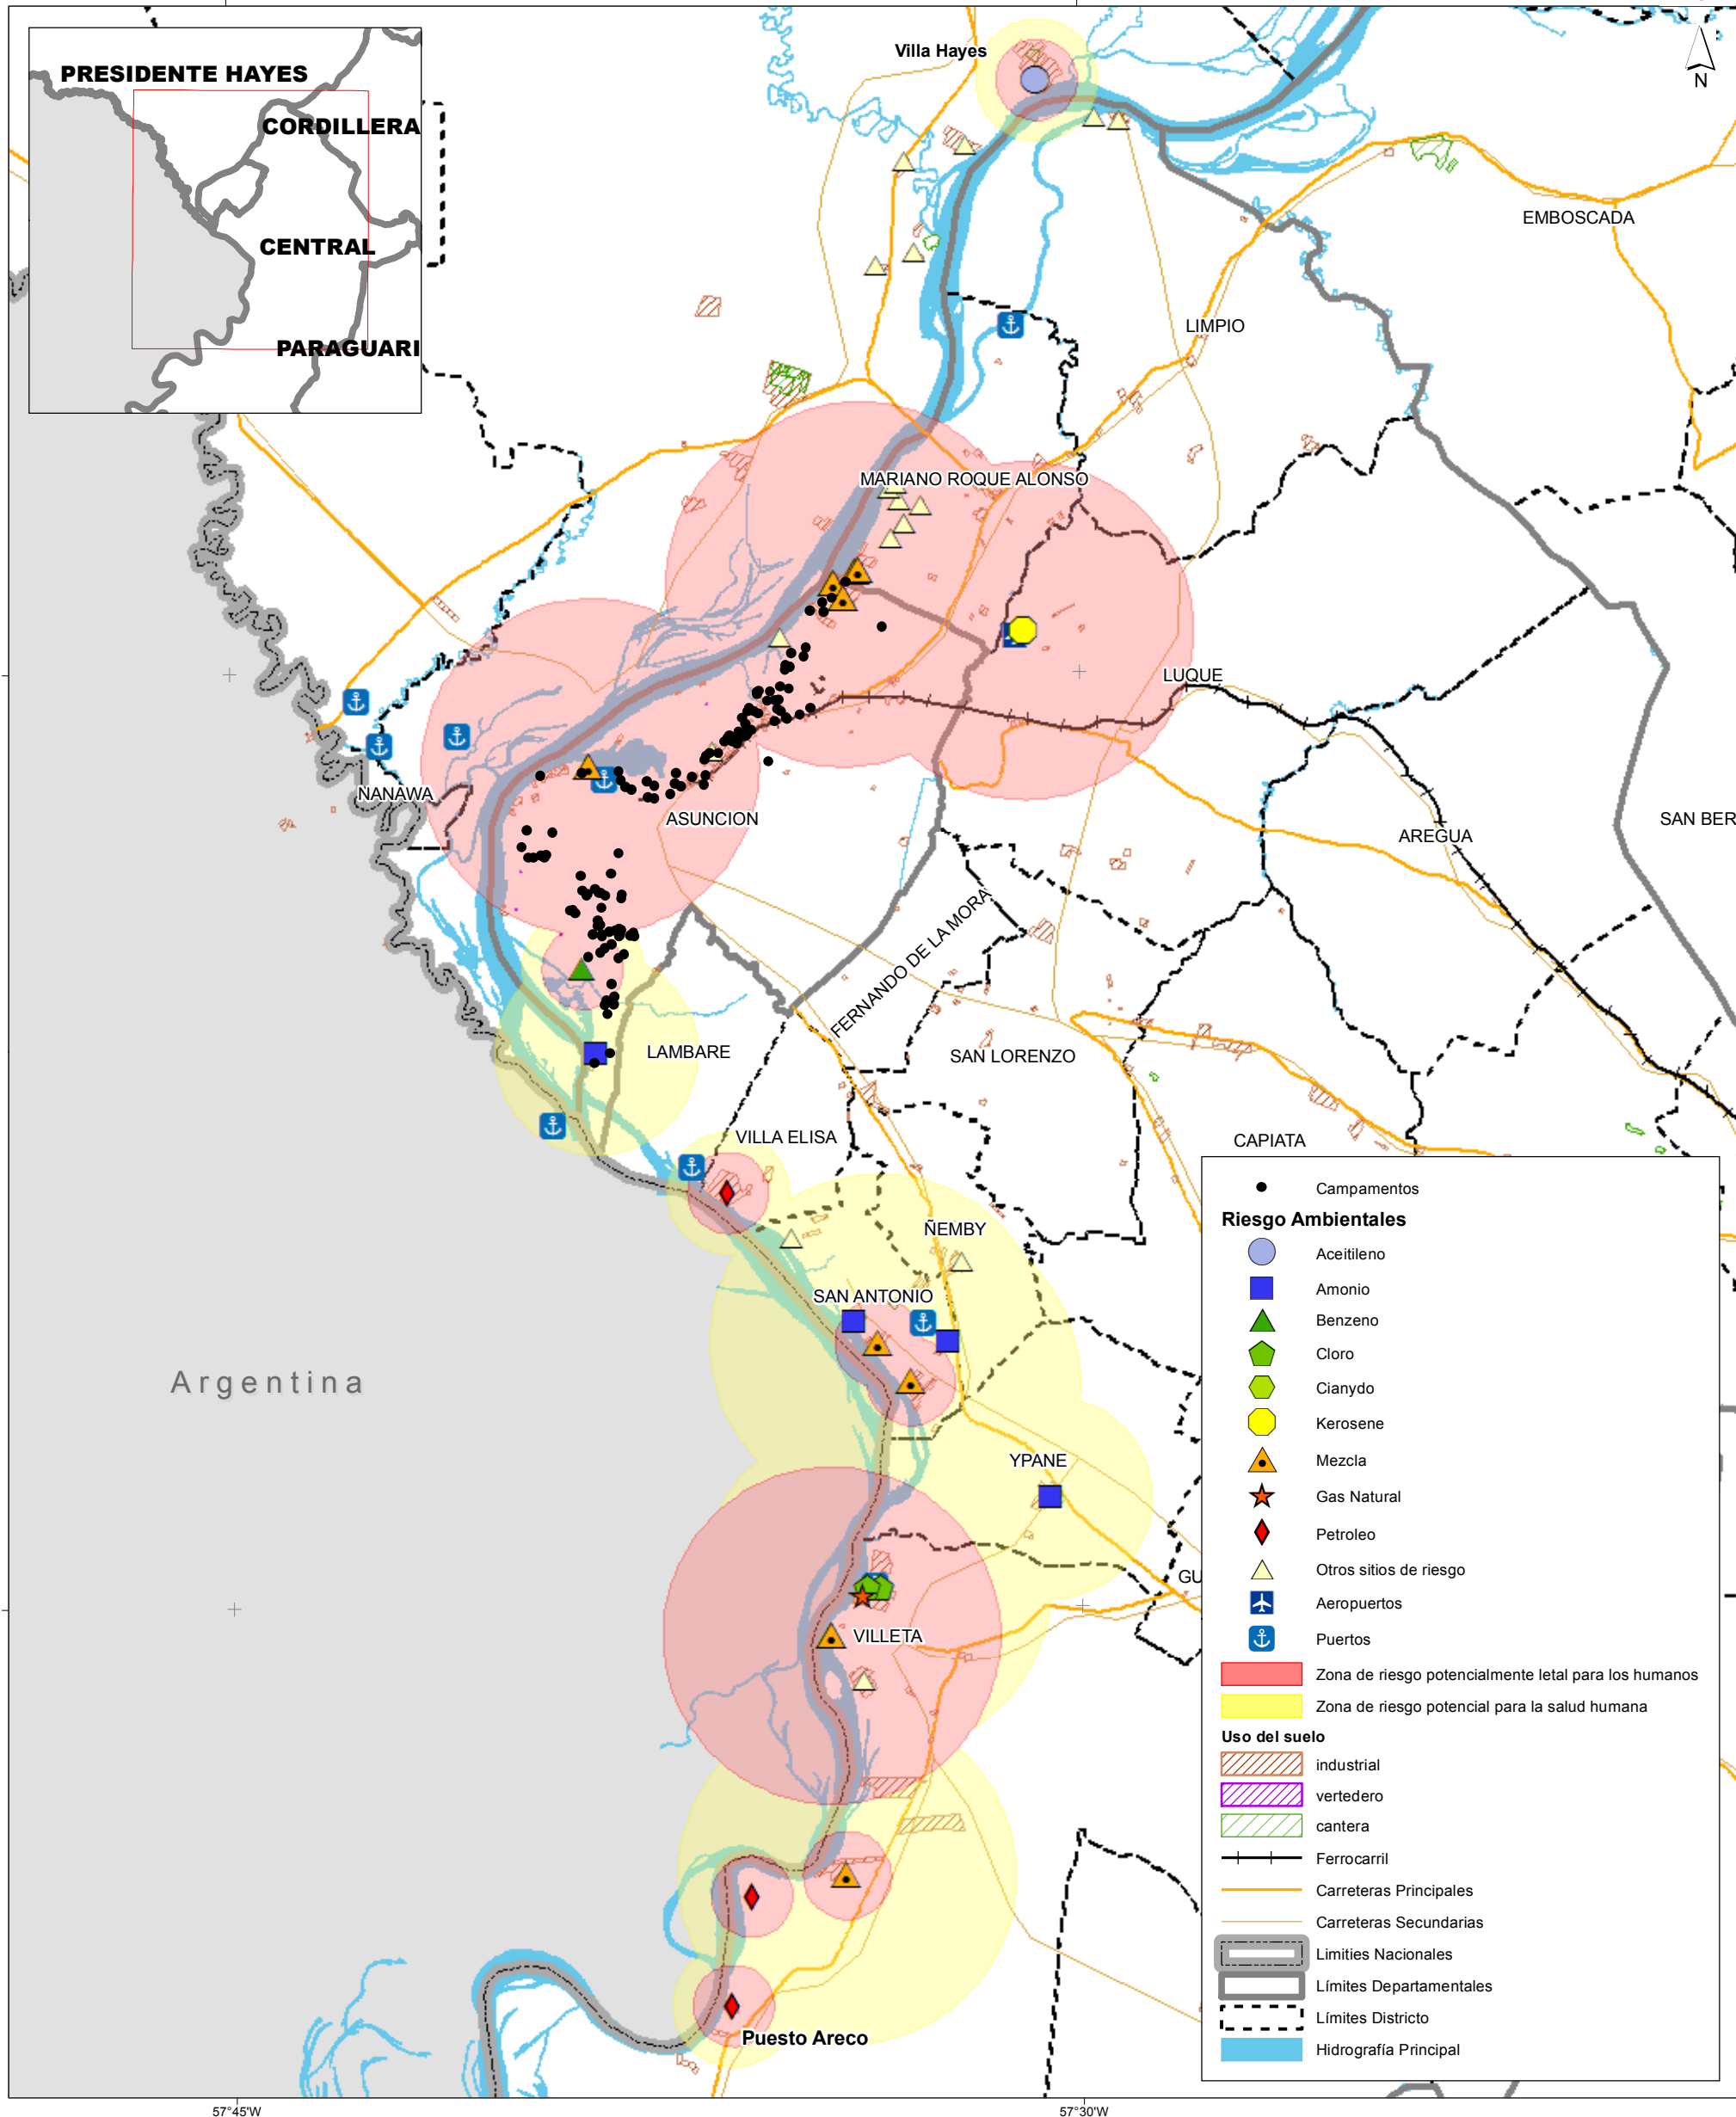 Villa Hayes
N
PRESIDENTE HAYES
CORDILLERA
CENTRAL
PARAGUARI
EMBOSCADA
LIMPIO
MARIANO ROQUE ALONSO
LUQUE
NANAWA
ASUNCION
AREGUA
SAN BER
FERNANDO DE LA MORA
LAMBARE
SAN LORENZO
VILLA ELISA
CAPIATA
ÑEMBY
SAN ANTONIO
Argentina
YPANE
GU
VILLETA
Puesto Areco
Campamentos
Riesgo Ambientales
Aceitileno
Amonio
Benzeno
Cloro
Cianydo
Kerosene
Mezcla
Gas Natural
Petroleo
Otros sitios de riesgo
Aeropuertos
Puertos
Zona de riesgo potencialmente letal para los humanos
Zona de riesgo potencial para la salud humana
Uso del suelo
industrial
vertedero
cantera
Ferrocarril
Carreteras Principales
Carreteras Secundarias
Limities Nacionales
Límites Departamentales
Límites Districto
Hidrografía Principal
57°45'W
57°30'W